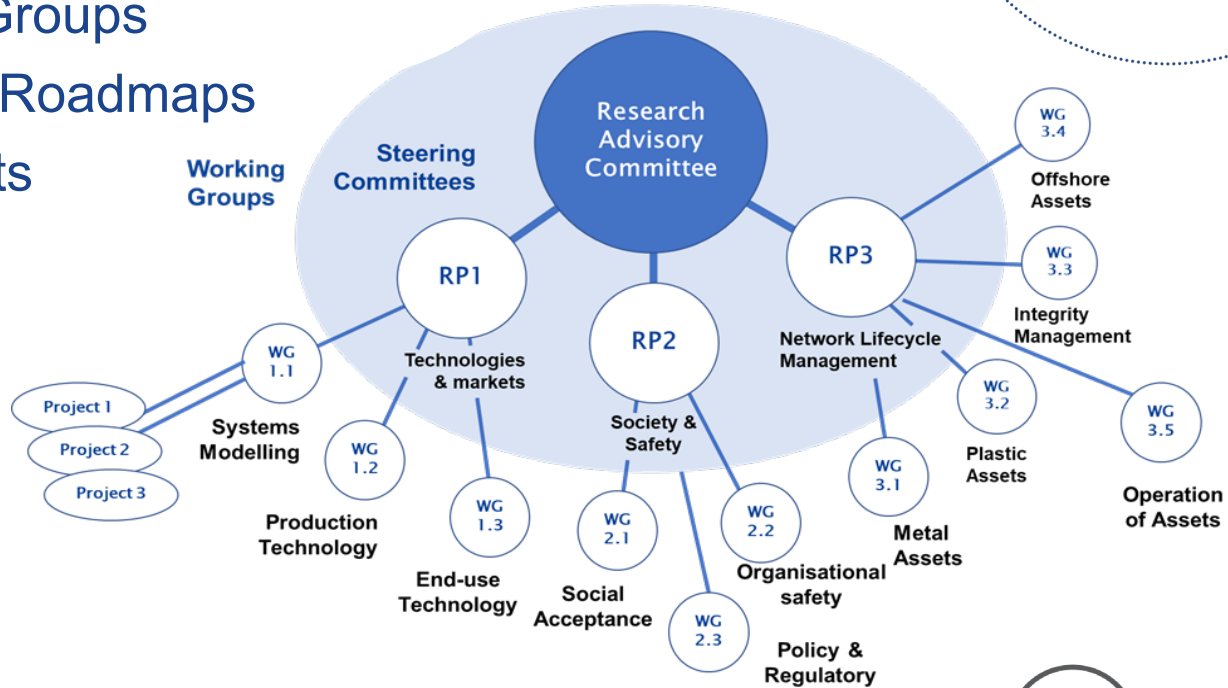 Groups
Roadmaps
ts
Working
Groups
Steering
Committees
Research
Advisory
Committee
RP1
RP2
RP3
Technologies
& markets
Society &
Safety
Network Lifecycle
Management
WG
3.4
Offshore
Assets
WG
3.3
Integrity
Management
WG
3.2
Plastic
Assets
WG
3.5
Operation
of Assets
WG
3.1
Metal
Assets
WG
1.1
Systems
Modelling
Project 1
Project 2
Project 3
WG
1.2
Production
Technology
WG
1.3
End-use
Technology
WG
2.1
Social
Acceptance
WG
2.2
Organisational
safety
WG
2.3
Policy &
Regulatory